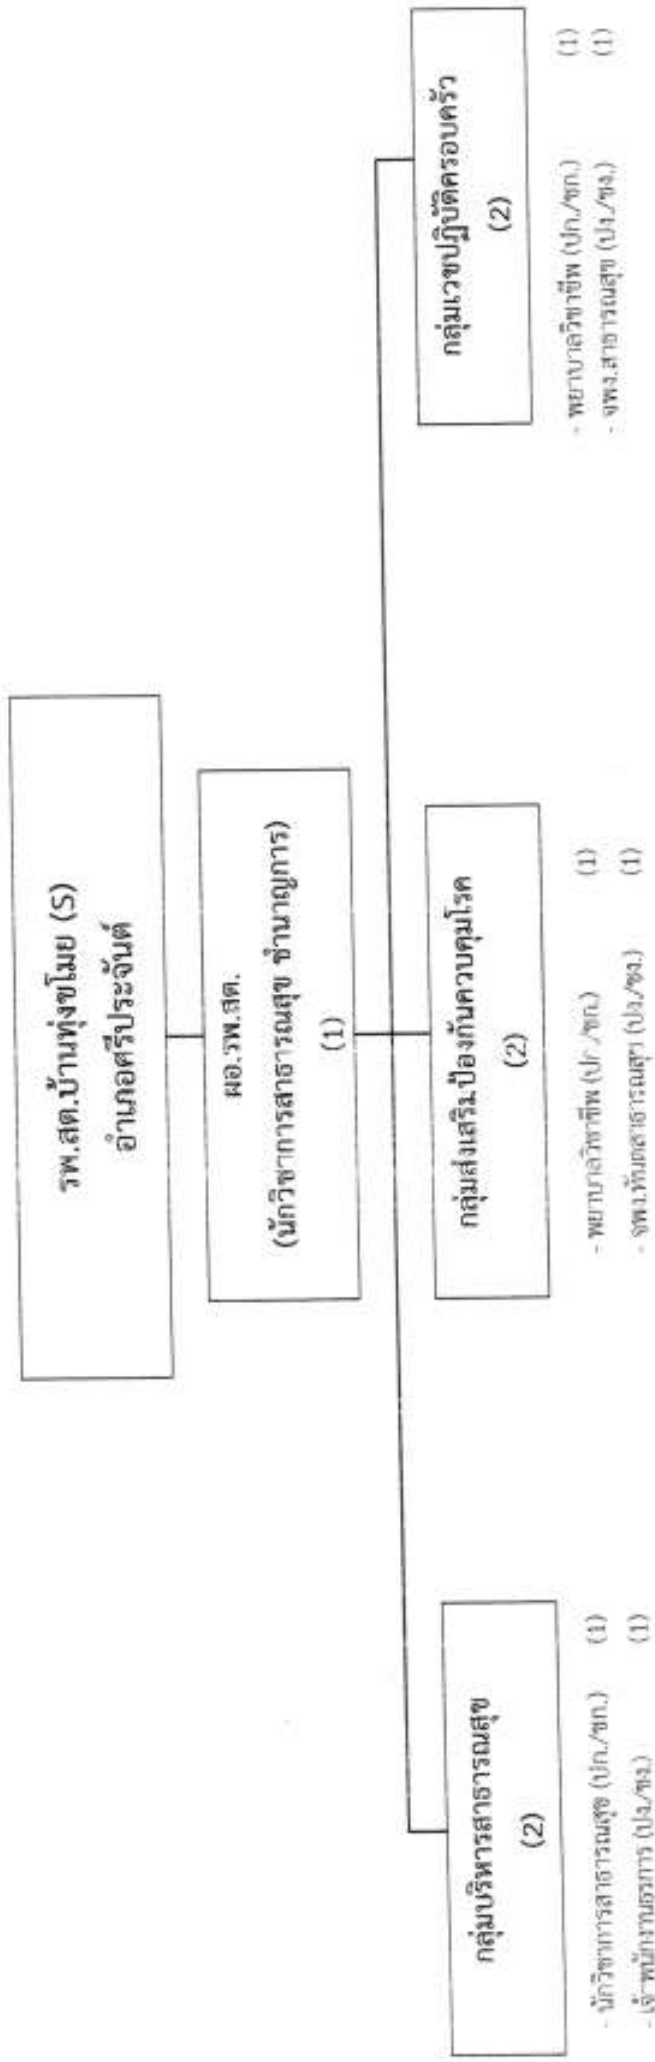 รพ.สต.บ้านทุ่งขโมย (S)
อำเภอศรีประจันต์
ผอ.รพ.สต.
(นักวิชาการสาธารณสุข ชำนาญการ)
(1)
กลุ่มบริหารสาธารณสุข
(2)
- นักวิชาการสาธารณสุข (ปก./ชก.) (1)
- เจ้าพนักงานธุรการ (ปง./ชง.) (1)
กลุ่มส่งเสริมป้องกันควบคุมโรค
(2)
- พยาบาลวิชาชีพ (ปก./ชก.) (1)
- จพง.ทันตสาธารณสุข (ปง./ชง.) (1)
กลุ่มเวชปฏิบัติครอบครัว
(2)
- พยาบาลวิชาชีพ (ปก./ชก.) (1)
- จพง.สาธารณสุข (ปง./ชง.) (1)